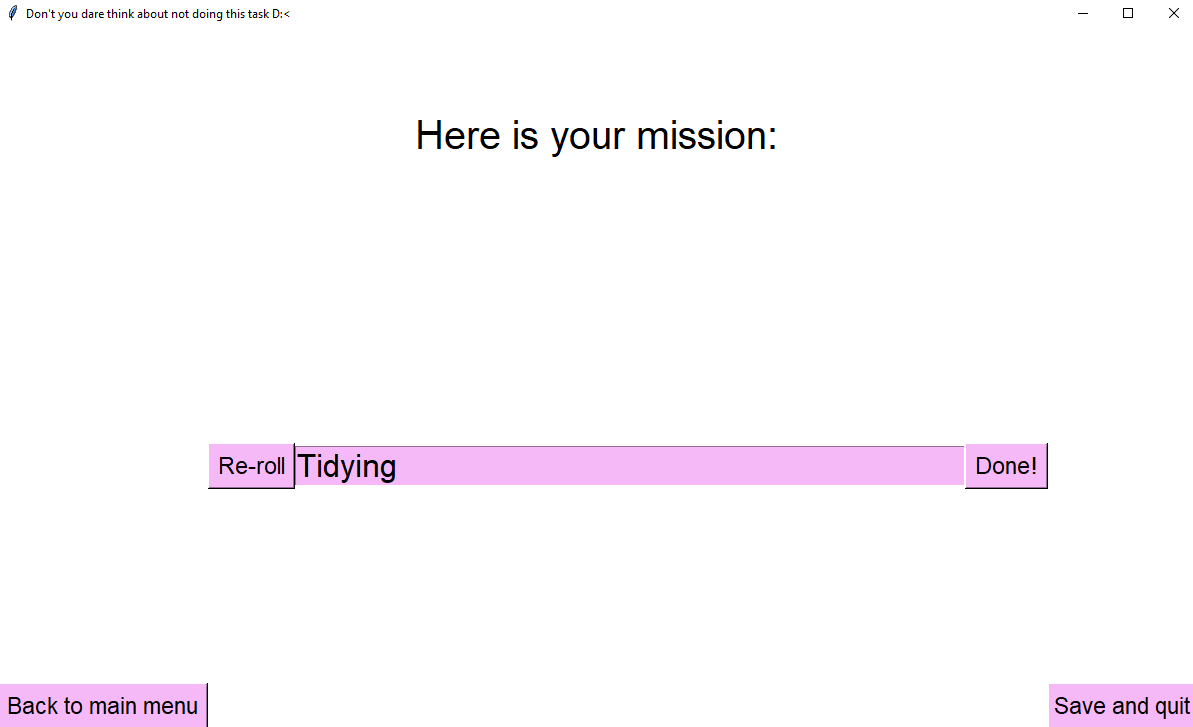 Don't you dare think about not doing this task D:<
Here is your mission:
Re-roll
Tidying
Done!
Back to main menu
Save and quit